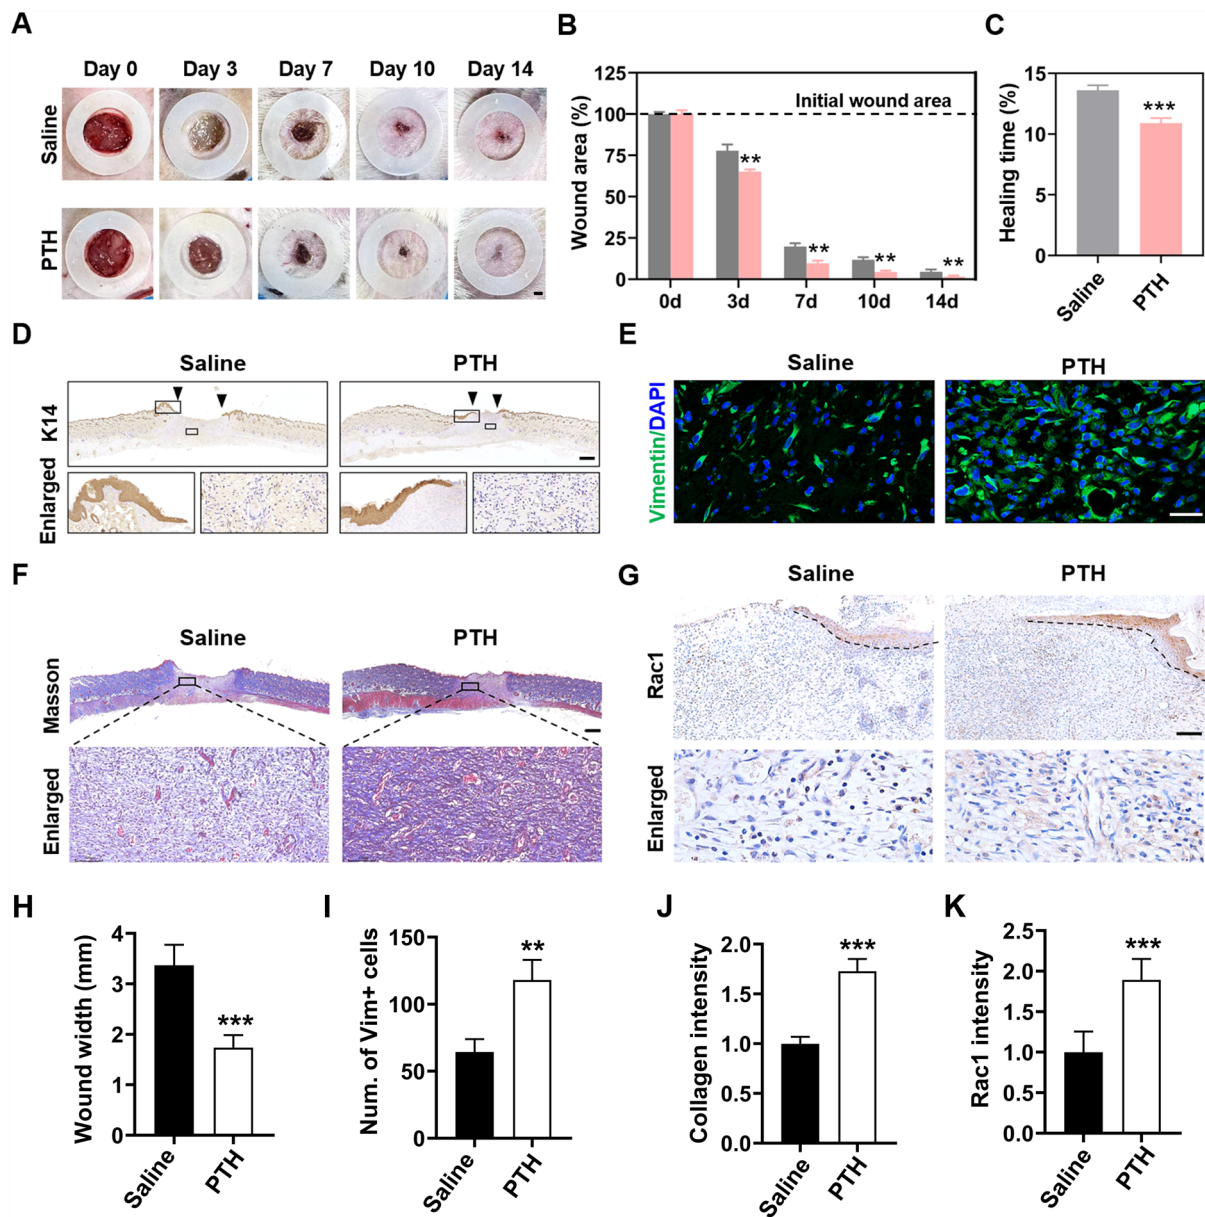 A
Day 0 Day 3 Day 7 Day 10 Day 14
Saline
PTH
B
Wound area (%)
125
100
75
50
25
0
Initial wound area
**
**
**
**
0d 3d 7d 10d 14d
C
Healing time (%)
15
10
5
0
***
Saline PTH
D
Saline PTH
K14
Enlarged
E
Saline PTH
Vimentin/DAPI
F
Saline PTH
Masson
Enlarged
G
Saline PTH
Rac1
Enlarged
H
Wound width (mm)
4
3
2
1
0
***
Saline PTH
I
Num. of Vim+ cells
150
100
50
0
**
Saline PTH
J
Collagen intensity
2.0
1.5
1.0
0.5
0.0
***
Saline PTH
K
Rac1 intensity
2.5
2.0
1.5
1.0
0.5
0.0
***
Saline PTH